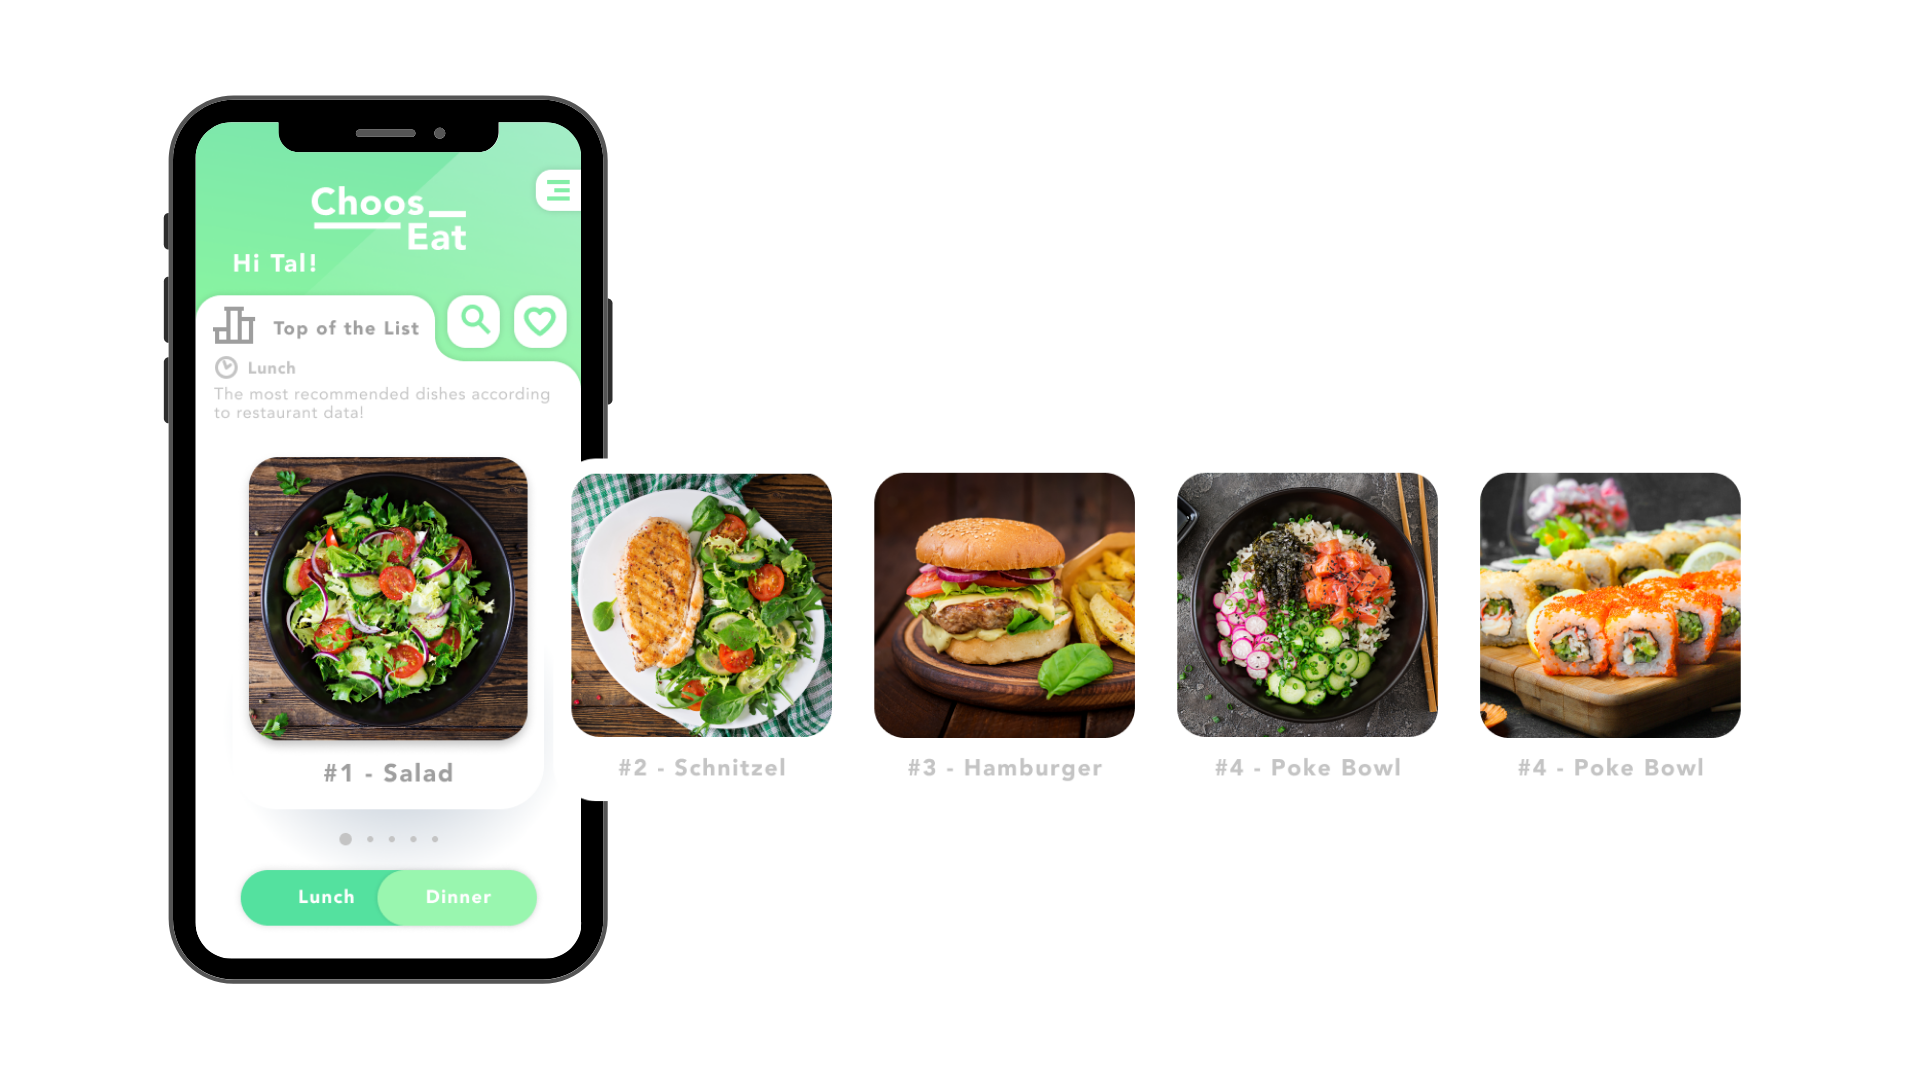 Choos
Eat
Hi Tal!
Top of the List
Lunch
The most recommended dishes according
to restaurant data!
#1 - Salad
#2 - Schnitzel
#3 - Hamburger
#4 - Poke Bowl
#4 - Poke Bowl
Lunch
Dinner